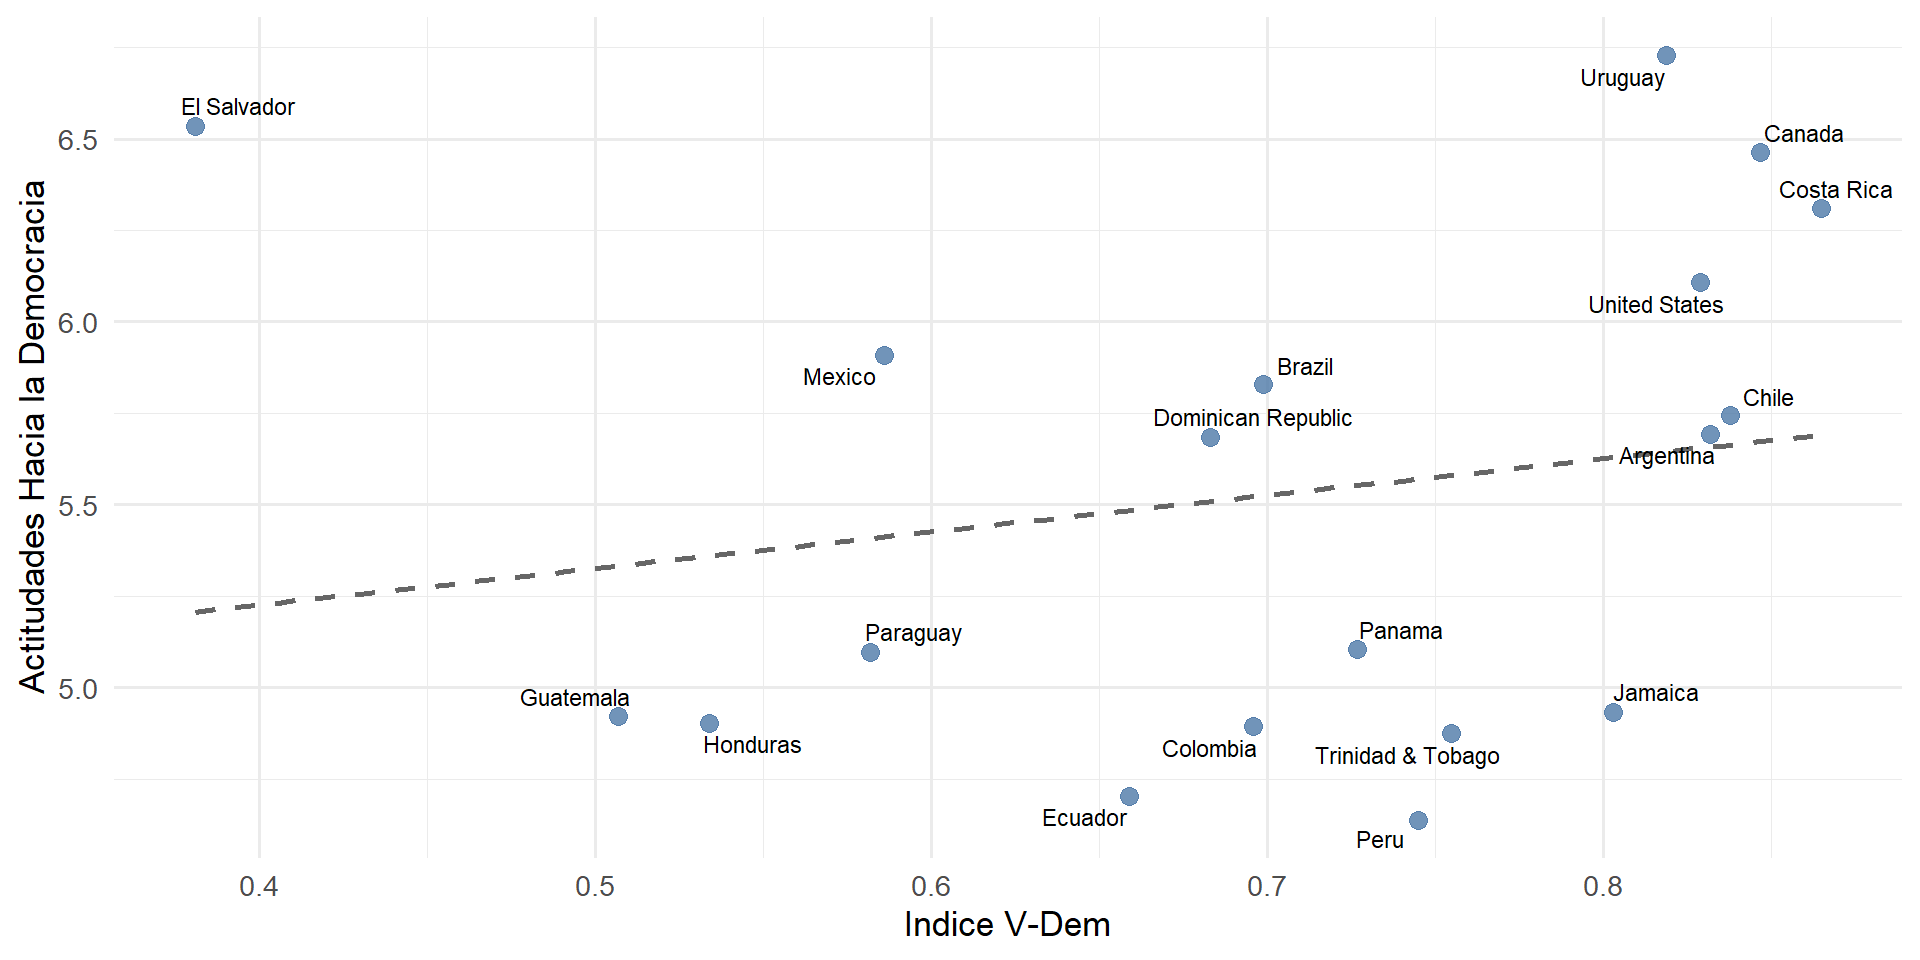 Uruguay
El Salvador
Canada
6.5
Costa Rica
United States
6.0
Brazil
Mexico
Chile
Dominican Republic
Argentina
5.5
Panama
Paraguay
5.0
Jamaica
Guatemala
Honduras
Colombia
Trinidad & Tobago
Ecuador
Peru
Actitudades Hacia la Democracia
0.4
0.5
0.6
0.7
0.8
Indice V-Dem